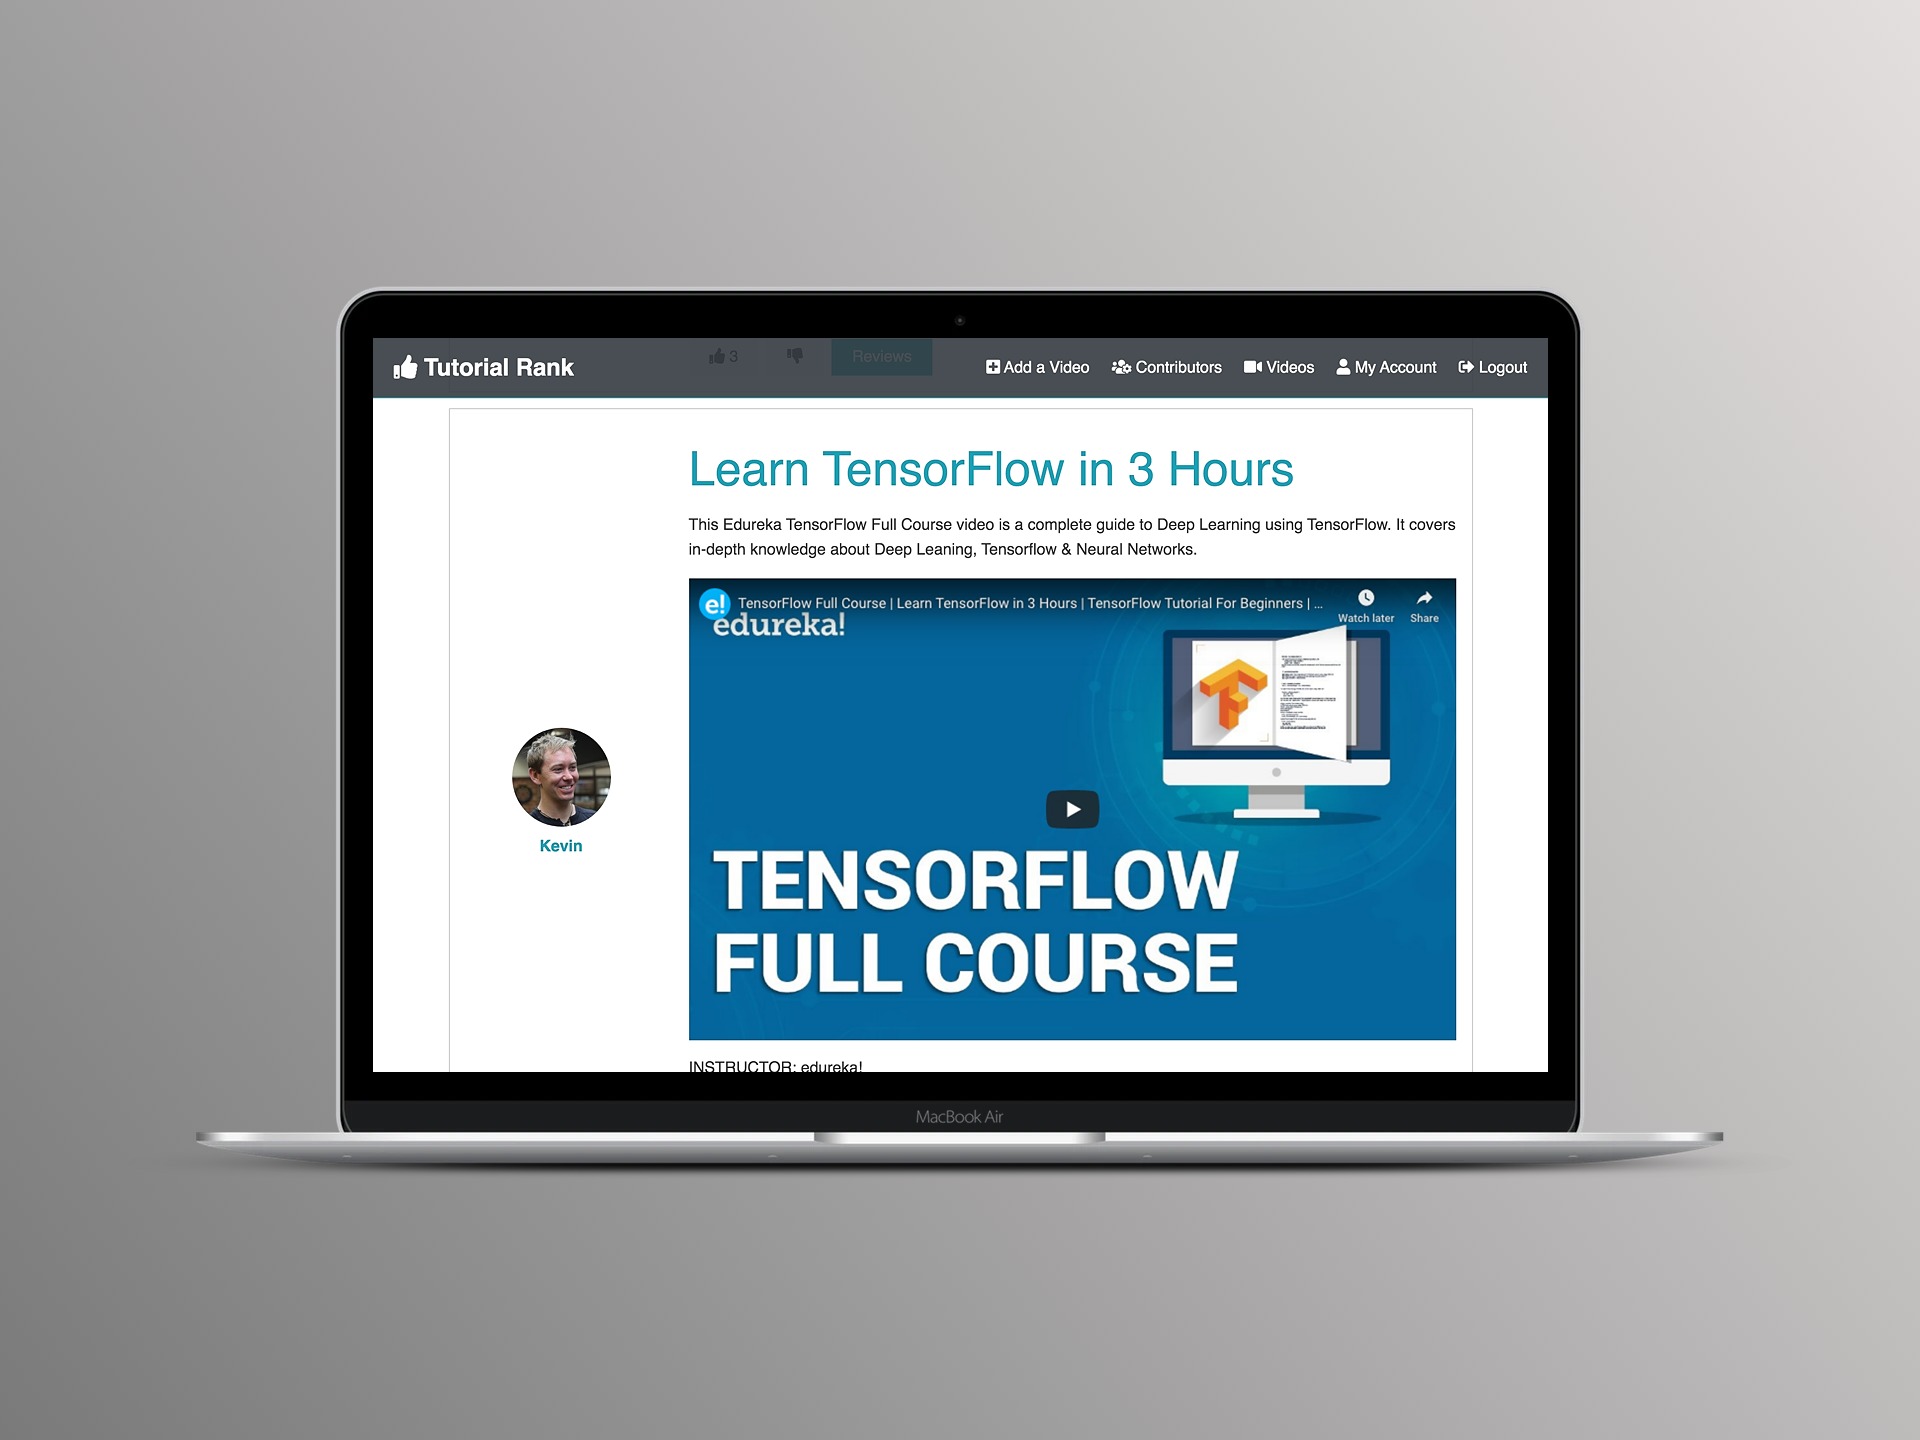 3
Reviews
Tutorial Rank
Add a Video
Contributors
Videos
My Account
Logout
Learn TensorFlow in 3 Hours
This Edureka TensorFlow Full Course video is a complete guide to Deep Learning using TensorFlow. It covers
in-depth knowledge about Deep Leaning, Tensorflow & Neural Networks.
e! TensorFlow Full Course | Learn TensorFlow in 3 Hours | TensorFlow Tutorial For Beginners | ...
Watch later
Share
edureka!
Kevin
TENSORFLOW
FULL COURSE
INSTRUCTOR: edureka!
MacBook Air